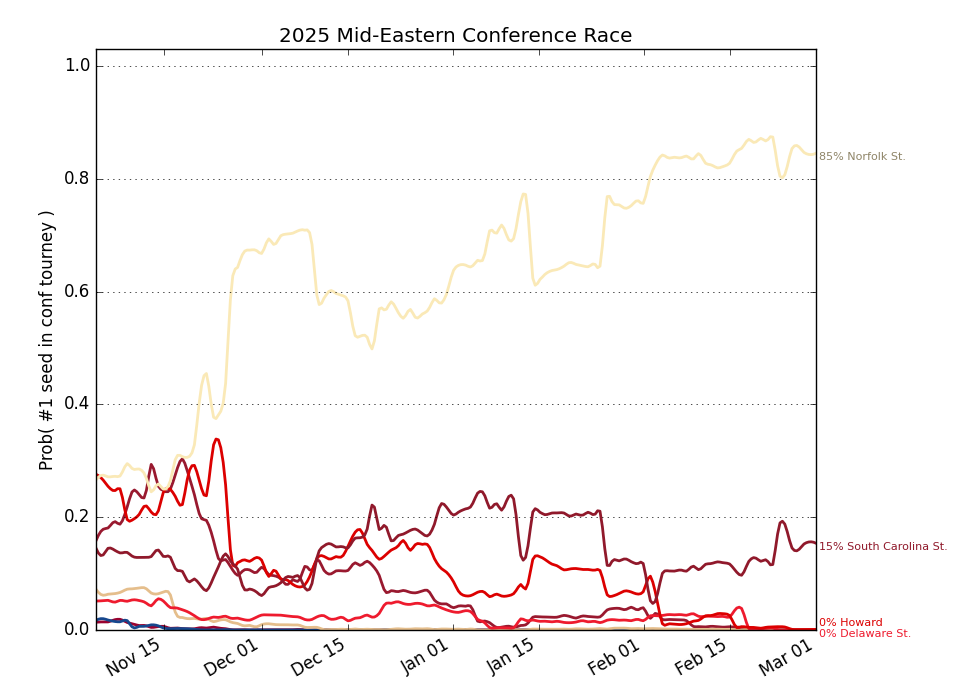 2025 Mid-Eastern Conference Race
Prob( #1 seed in conf tourney )
1.0
0.8
0.6
0.4
0.2
0.0
85% Norfolk St.
15% South Carolina St.
0% Howard
0% Delaware St.
Nov 15
Dec 01
Dec 15
Jan 01
Jan 15
Feb 01
Feb 15
Mar 01